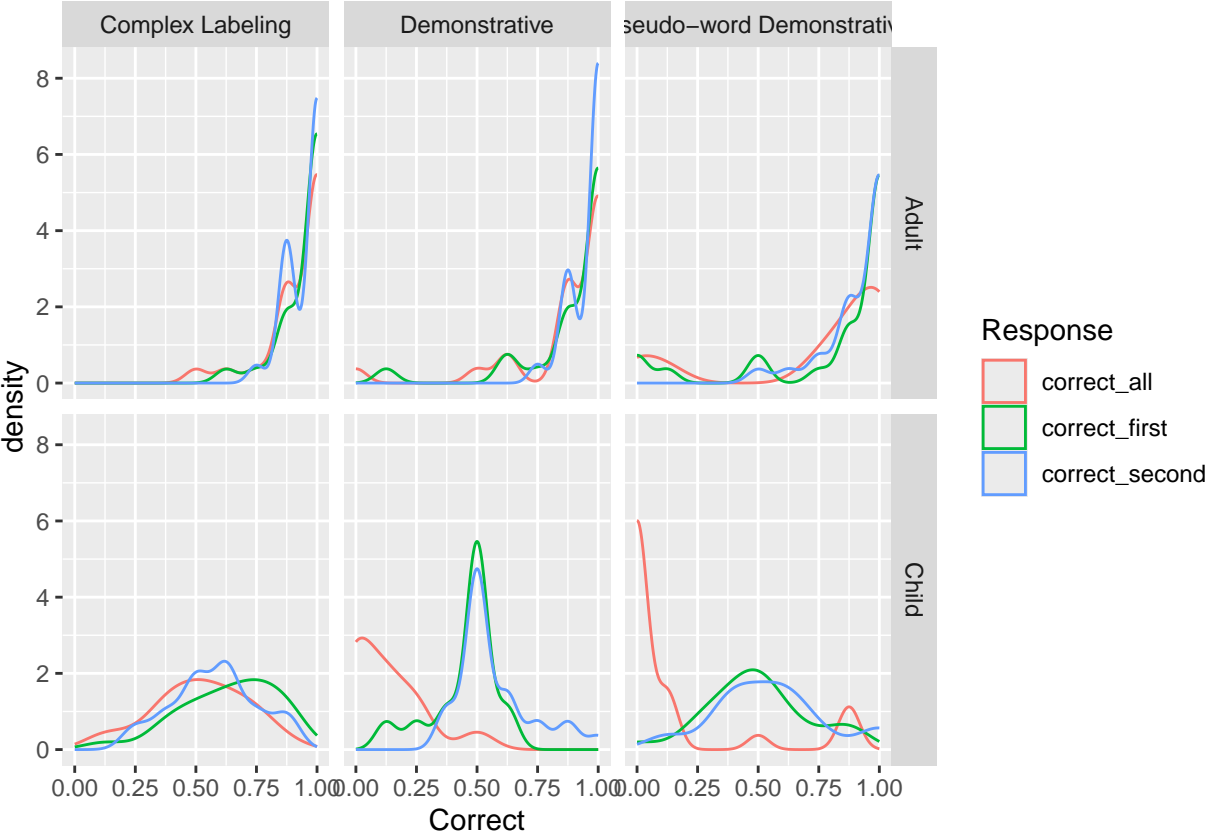 Complex Labeling
Demonstrative
seudo−word Demonstrativ
8
6
4
2
0
Adult
8
6
4
2
0
Child
density
0.00 0.25 0.50 0.75 1.00
0.00 0.25 0.50 0.75 1.00
0.00 0.25 0.50 0.75 1.00
Correct
Response
correct_all
correct_first
correct_second